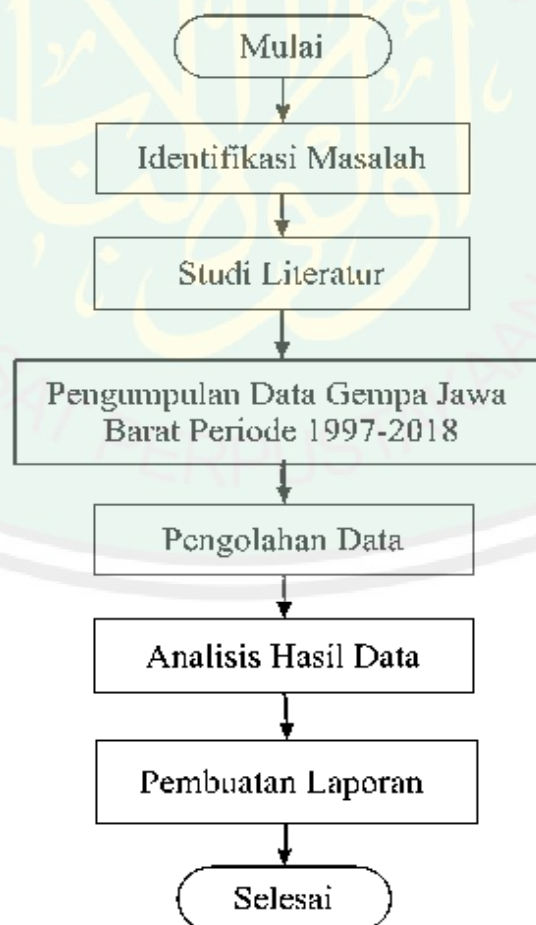 Mulai
Identifikasi Masalah
Studi Literatur
Pengumpulan Data Gempa Jawa
Barat Periode 1997-2018
Pengolahan Data
Analisis Hasil Data
Pembuatan Laporan
Selesai